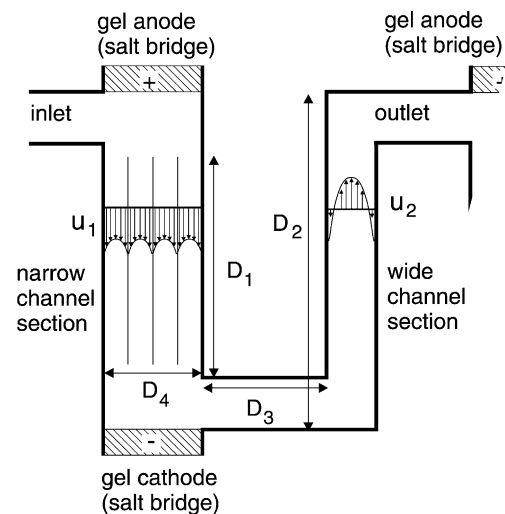 gel anode
(salt bridge)
gel anode
(salt bridge)
+
-
inlet
outlet
u1
D1
D2
u2
narrow
channel
section
wide
channel
section
D4
D3
-
gel cathode
(salt bridge)